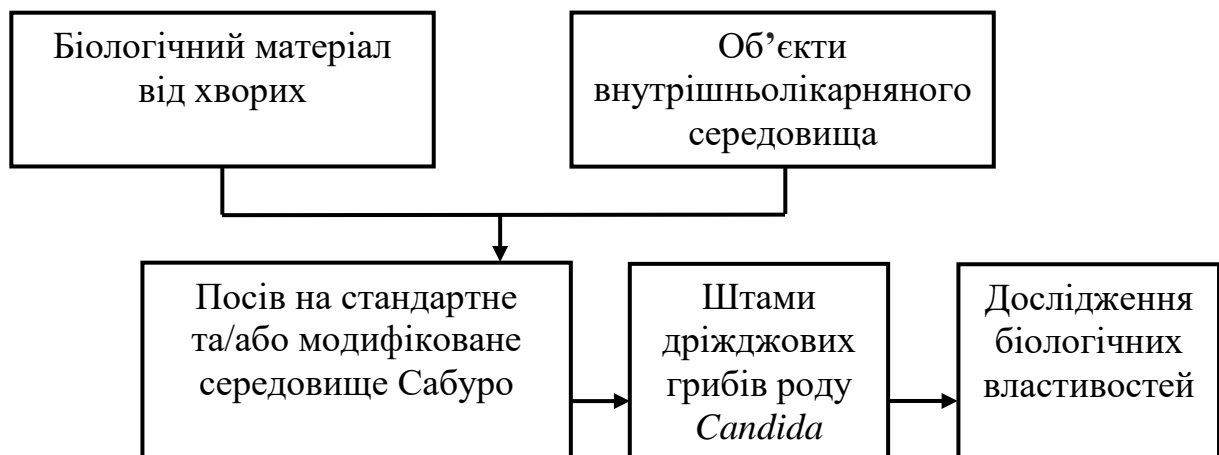 Біологічний матеріал
від хворих
Об’єкти
внутрішньолікарняного
середовища
Посів на стандартне
та/або модифіковане
середовище Сабуро
Штами
дріжджових
грибів роду
Candida
Дослідження
біологічних
властивостей